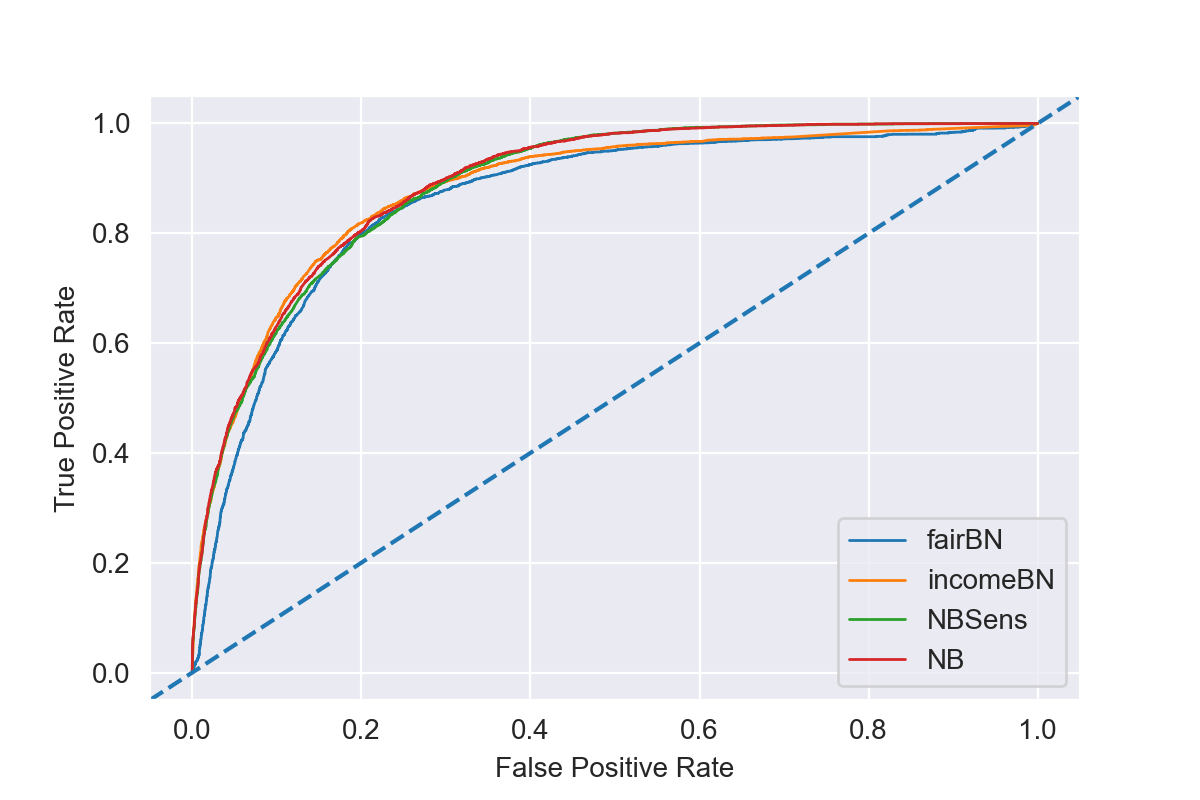 1.0
0.8
0.6
0.4
0.2
0.0
True Positive Rate
fairBN
incomeBN
NBSens
NB
0.0 0.2 0.4 0.6 0.8 1.0
False Positive Rate